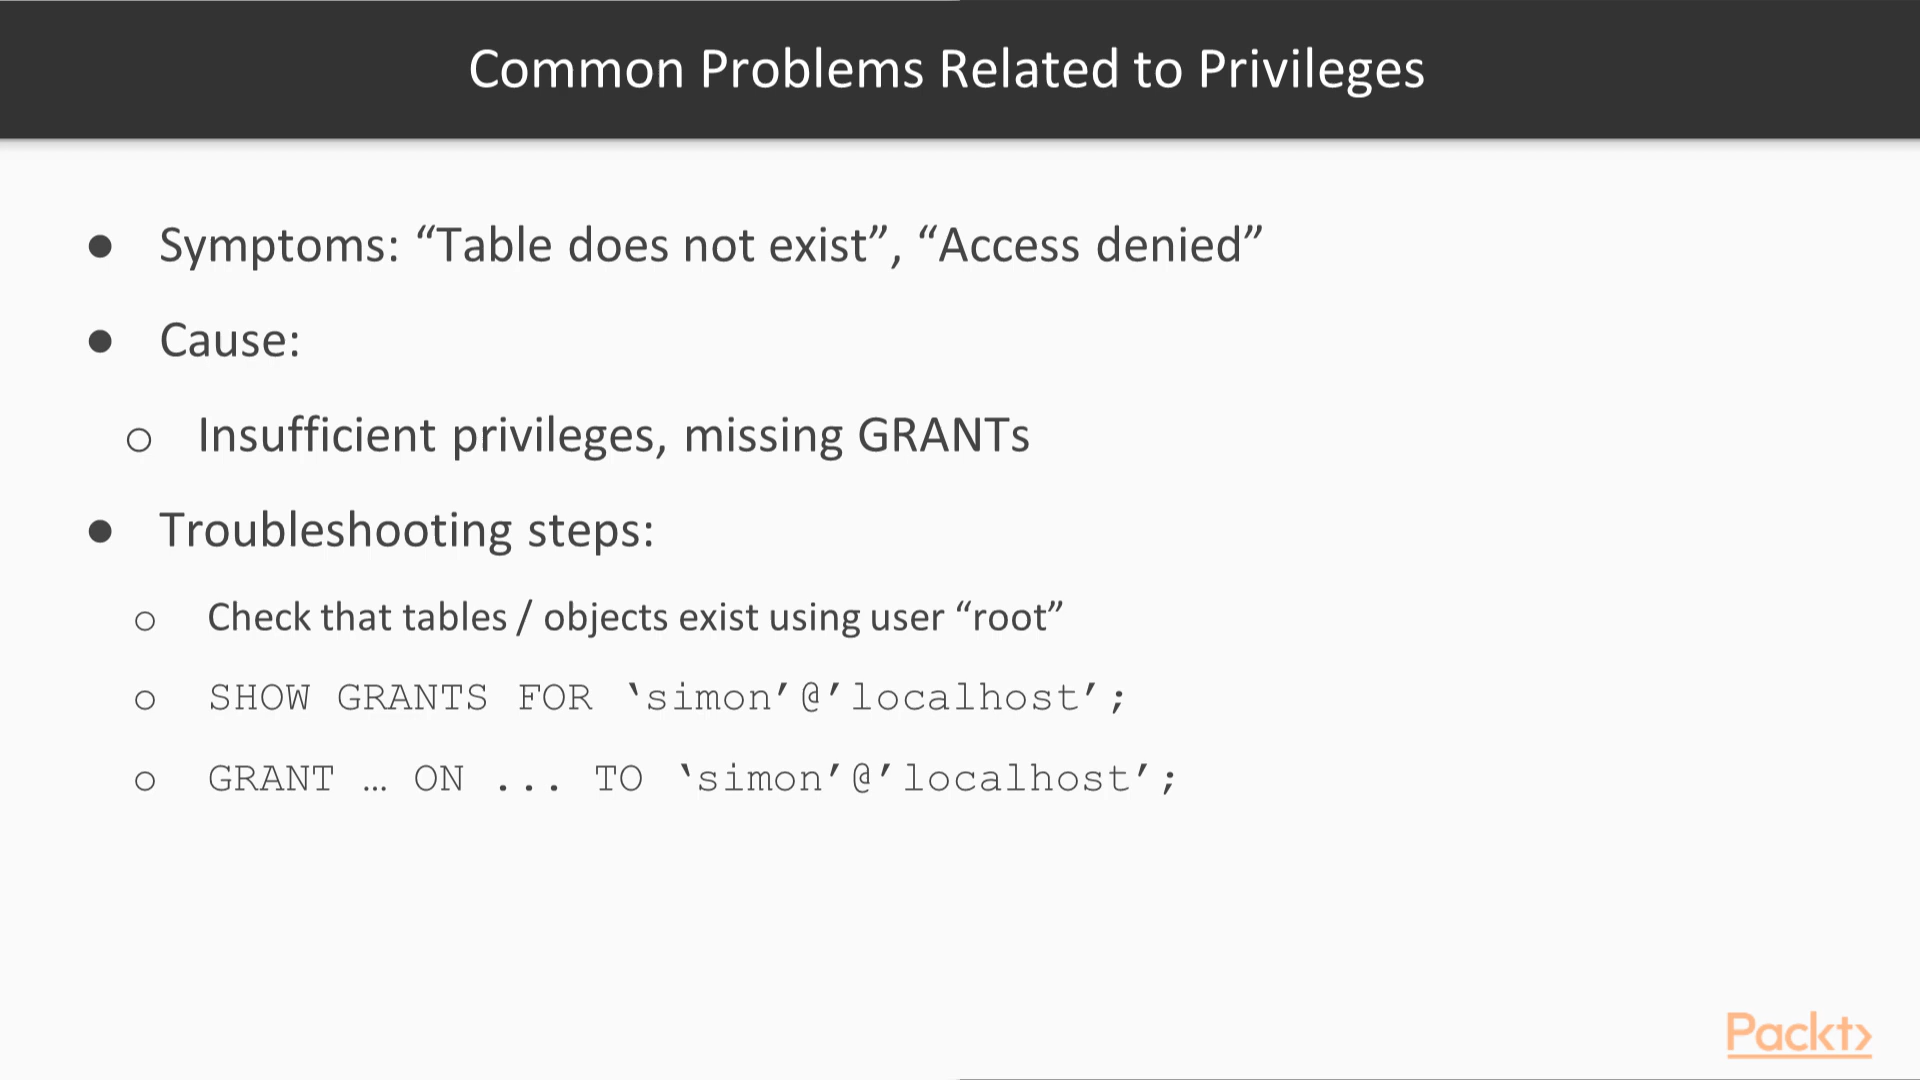 Common Problems Related to Privileges
● Symptoms: “Table does not exist”, “Access denied”
● Cause:
○ Insufficient privileges, missing GRANTs
● Troubleshooting steps:
○ Check that tables / objects exist using user “root”
○ SHOW GRANTS FOR ‘simon’@’localhost’;
○ GRANT … ON ... TO ‘simon’@’localhost’;
Packt>